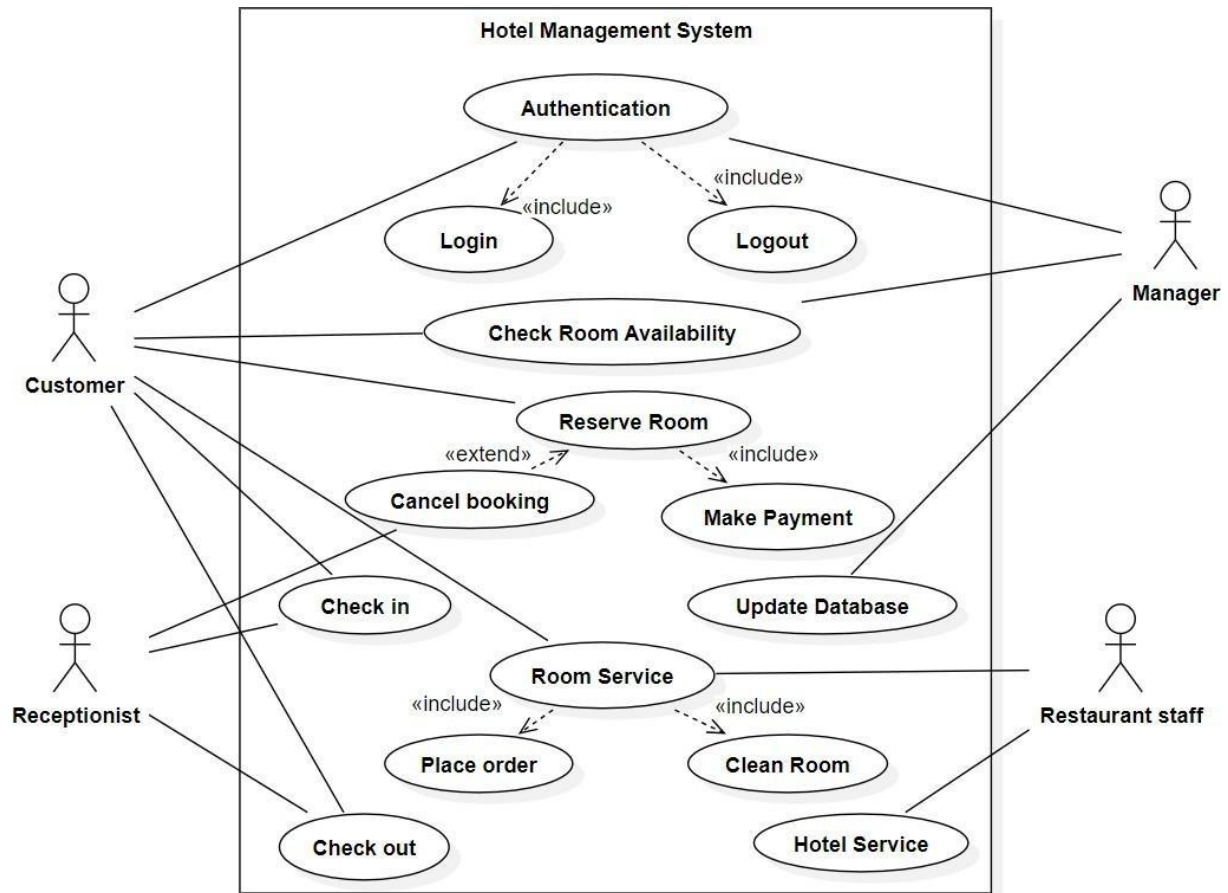 Hotel Management System
Authentication
«include»
«include»
Login
Logout
Manager
Check Room Availability
Customer
Reserve Room
«extend»
«include»
Cancel booking
Make Payment
Check in
Update Database
Room Service
Receptionist
«include»
«include»
Restaurant staff
Place order
Clean Room
Check out
Hotel Service